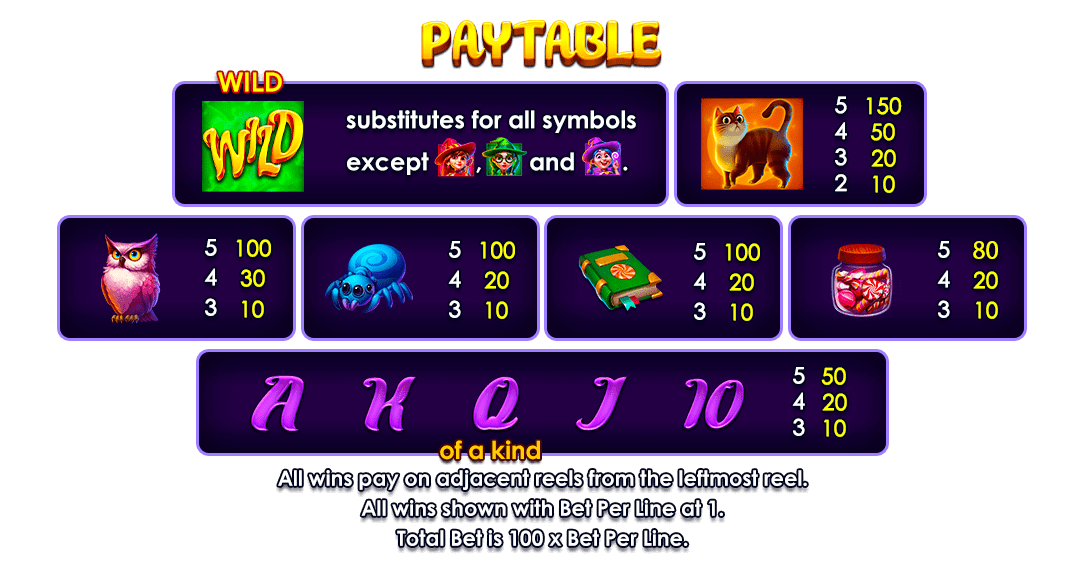 PAYTABLE
WILD
WILD
substitutes for all symbols
except , and .
5 150
4 50
3 20
2 10
5 100
4 30
3 10
5 100
4 20
3 10
5 100
4 20
3 10
5 80
4 20
3 10
A K Q J 10
5 50
4 20
3 10
of a kind
All wins pay on adjacent reels from the leftmost reel.
All wins shown with Bet Per Line at 1.
Total Bet is 100 x Bet Per Line.